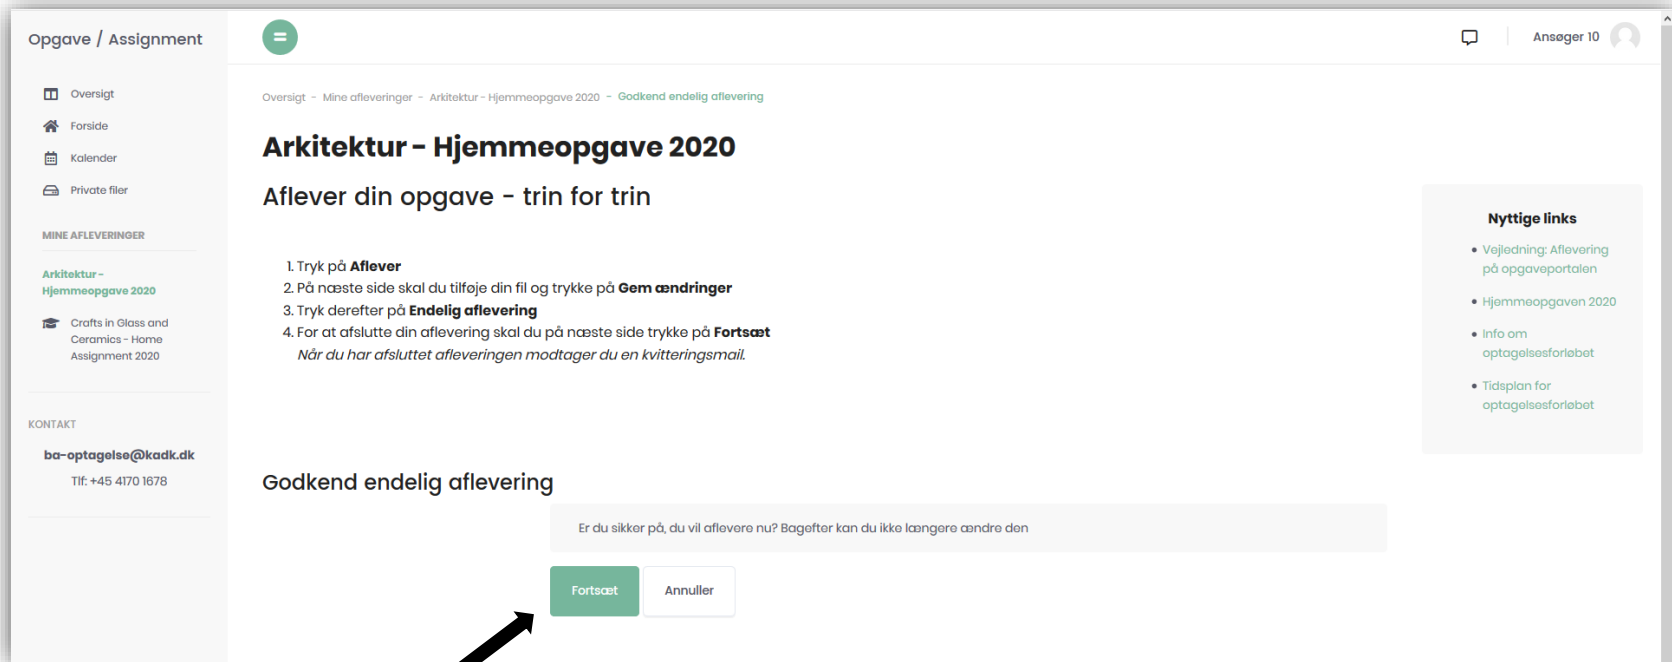 Opgave / Assignment
Ansøger 10
Oversigt
Forside
Kalender
Private filer
MINE AFLEVERINGER
Arkitektur -
Hjemmeopgave 2020
Crafts in Glass and
Ceramics - Home
Assignment 2020
KONTAKT
ba-optagelse@kadk.dk
Tlf: +45 4170 1678
Oversigt - Mine afleveringer - Arkitektur - Hjemmeopgave 2020 - Godkend endelig aflevering
Arkitektur - Hjemmeopgave 2020
Aflever din opgave - trin for trin
1. Tryk på Aflever
2. På næste side skal du tilføje din fil og trykke på Gem ændringer
3. Tryk derefter på Endelig aflevering
4. For at afslutte din aflevering skal du på næste side trykke på Fortsæt
Når du har afsluttet afleveringen modtager du en kvitteringsmail.
Nyttige links
Vejledning: Aflevering
på opgaveportalen
Hjemmeopgaven 2020
Info om
optagelsesforløbet
Tidsplan for
optagelsesforløbet
Godkend endelig aflevering
Er du sikker på, du vil aflevere nu? Bagefter kan du ikke længere ændre den
Fortsæt
Annuller